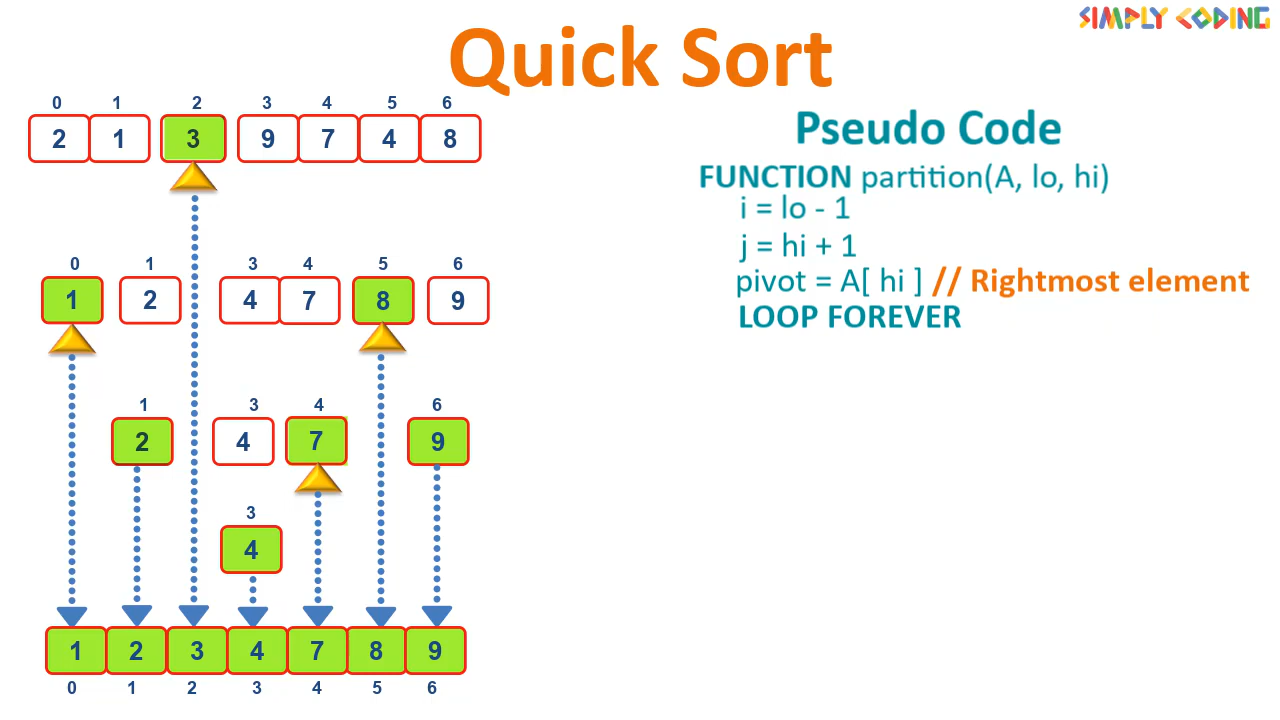 SIMPLY CODING
Quick Sort
0 1 2 3 4 5 6
2 1 3 9 7 4 8
0 1 3 4 5 6
1 2 4 7 8 9
1 3 4 6
2 4 7 9
3
4
1 2 3 4 7 8 9
0 1 2 3 4 5 6
Pseudo Code
FUNCTION partition(A, lo, hi)
i = lo - 1
j = hi + 1
pivot = A[ hi ] // Rightmost element
LOOP FOREVER